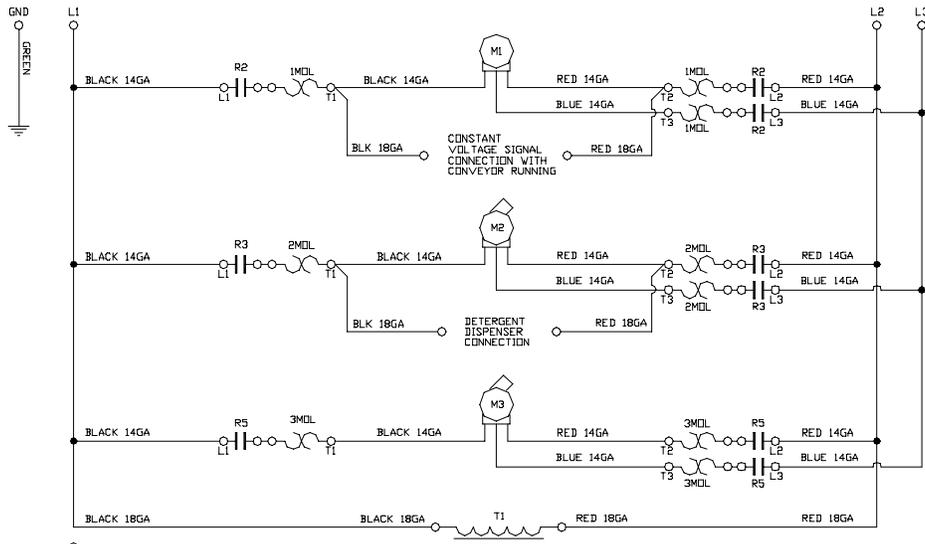 GND L1 L2 L3
GREEN
M1
R2 1MOL 1MOL R2
BLACK 14GA BLACK 14GA RED 14GA RED 14GA
L1 T1 T2 L2
BLUE 14GA BLUE 14GA
T3 1MOL R2 L3
CONSTANT
VOLTAGE SIGNAL
CONNECTION WITH
CONVEYOR RUNNING
BLK 18GA RED 18GA
M2
R3 2MOL 2MOL R3
BLACK 14GA BLACK 14GA RED 14GA RED 14GA
L1 T1 T2 L2
BLUE 14GA BLUE 14GA
T3 2MOL R3 L3
DETERGENT
DISPENSER
CONNECTION
BLK 18GA RED 18GA
M3
R5 3MOL 3MOL R5
BLACK 14GA BLACK 14GA RED 14GA RED 14GA
L1 T1 T2 L2
BLUE 14GA BLUE 14GA
T3 3MOL R5 L3
BLACK 18GA BLACK 18GA T1 RED 18GA RED 18GA